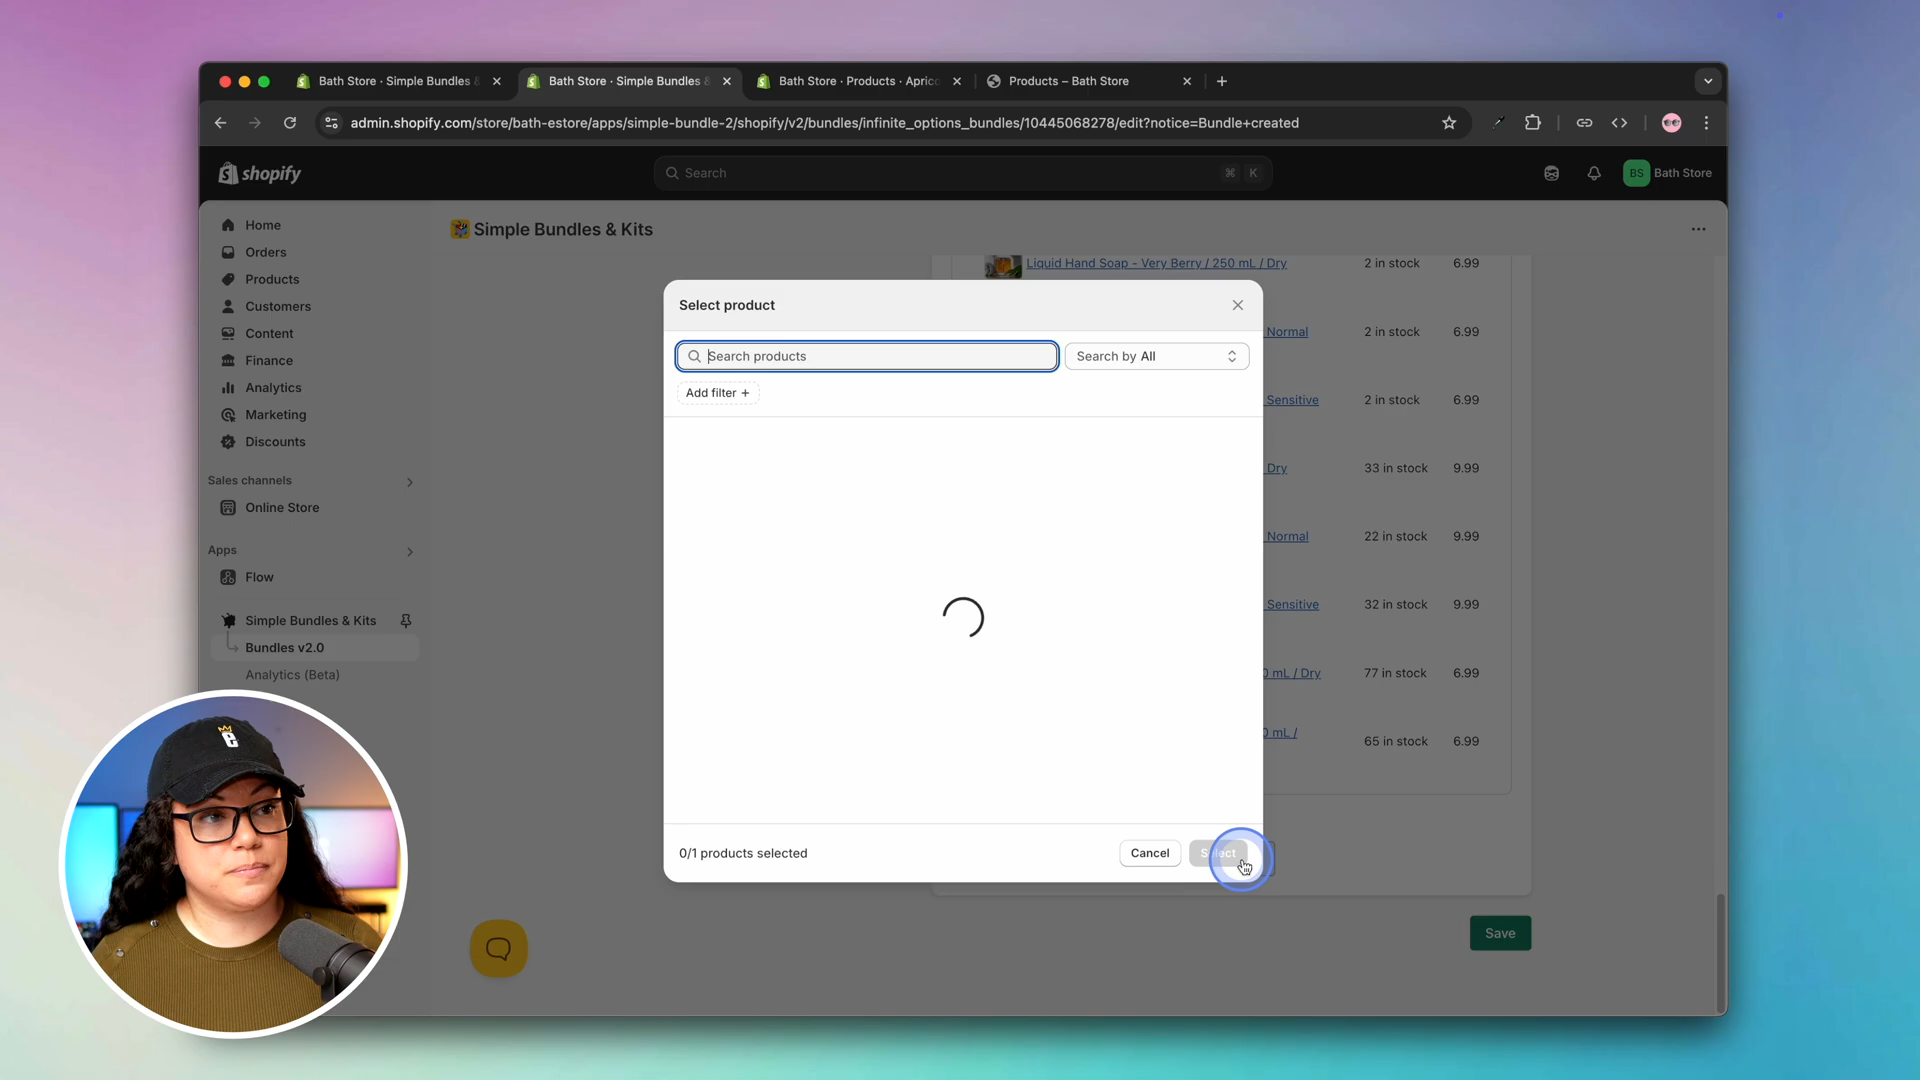 Bath Store · Simple Bundles &
Bath Store · Simple Bundles &
Bath Store · Products · Aprico
Products – Bath Store
admin.shopify.com/store/bath-estore/apps/simple-bundle-2/shopify/v2/bundles/infinite_options_bundles/10445068278/edit?notice=Bundle+created
shopify
Search
⌘ K
BS
Bath Store
Home
Orders
Products
Customers
Content
Finance
Analytics
Marketing
Discounts
Sales channels
Online Store
Apps
Flow
Simple Bundles & Kits
Bundles v2.0
Analytics (Beta)
Simple Bundles & Kits
Liquid Hand Soap - Very Berry / 250 mL / Dry 2 in stock 6.99
Normal 2 in stock 6.99
Sensitive 2 in stock 6.99
Dry 33 in stock 9.99
Normal 22 in stock 9.99
Sensitive 32 in stock 9.99
0 mL / Dry 77 in stock 6.99
0 mL / 65 in stock 6.99
Select product
Search products
Search by All
Add filter +
0/1 products selected
Cancel
Select
Save